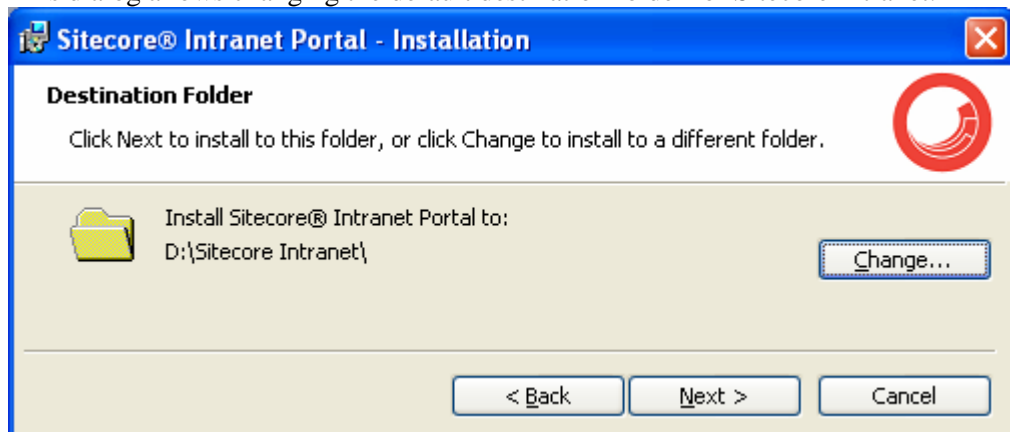 Sitecore® Intranet Portal - Installation
Destination Folder
Click Next to install to this folder, or click Change to install to a different folder.
Install Sitecore® Intranet Portal to:
D:\Sitecore Intranet\
Change...
< Back
Next >
Cancel